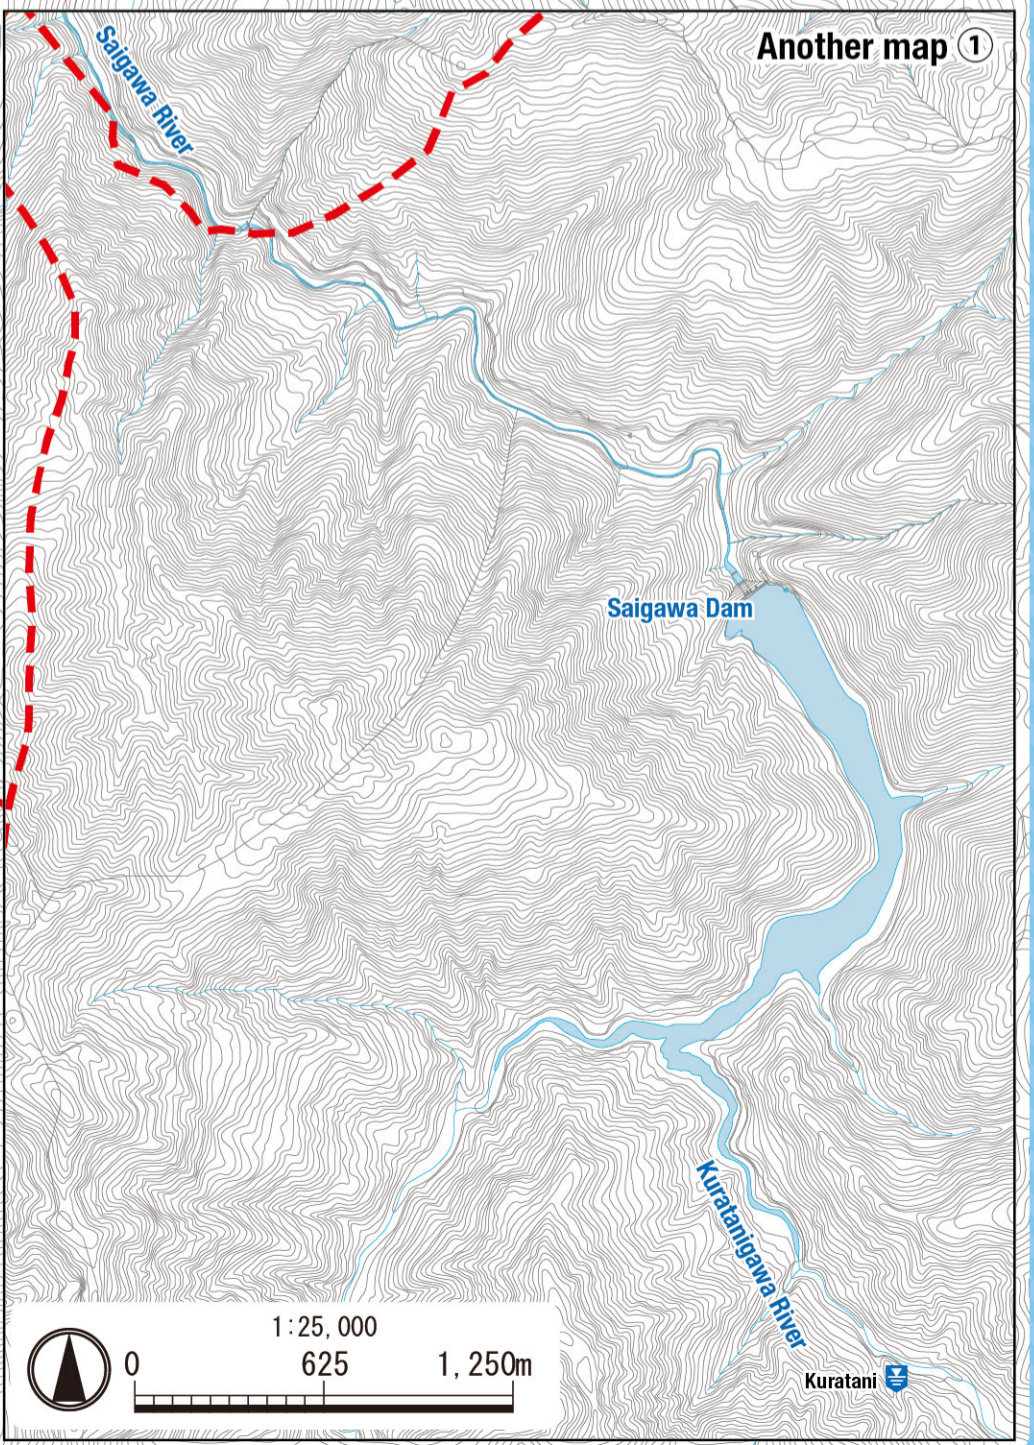 Another map ①
Saigawa River
Saigawa Dam
Kuratanigawa River
Kuratani
1:25,000
0 625 1,250m